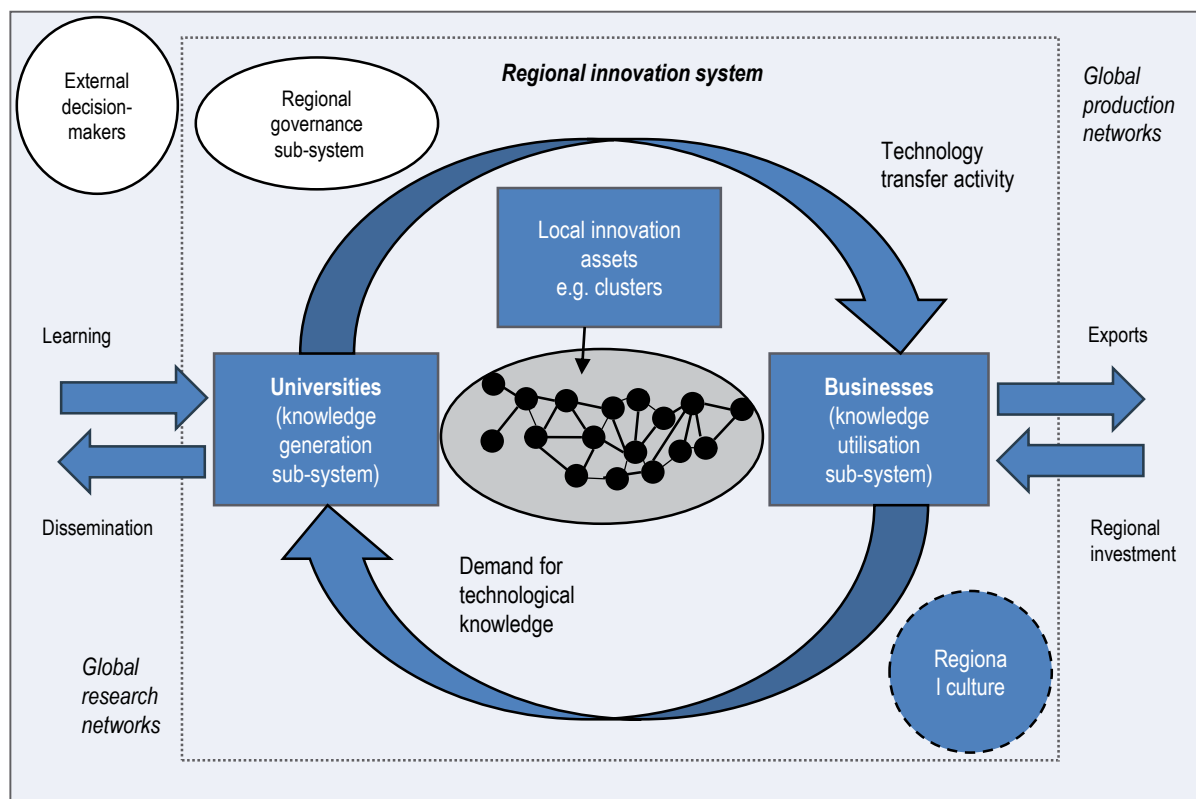 External
decision-
makers
Regional
governance
sub-system
Regional innovation system
Global
production
networks
Technology
transfer activity
Local innovation
assets
e.g. clusters
Learning
Universities
(knowledge
generation
sub-system)
Businesses
(knowledge
utilisation
sub-system)
Exports
Dissemination
Regional
investment
Demand for
technological
knowledge
Global
research
networks
Regiona
l culture